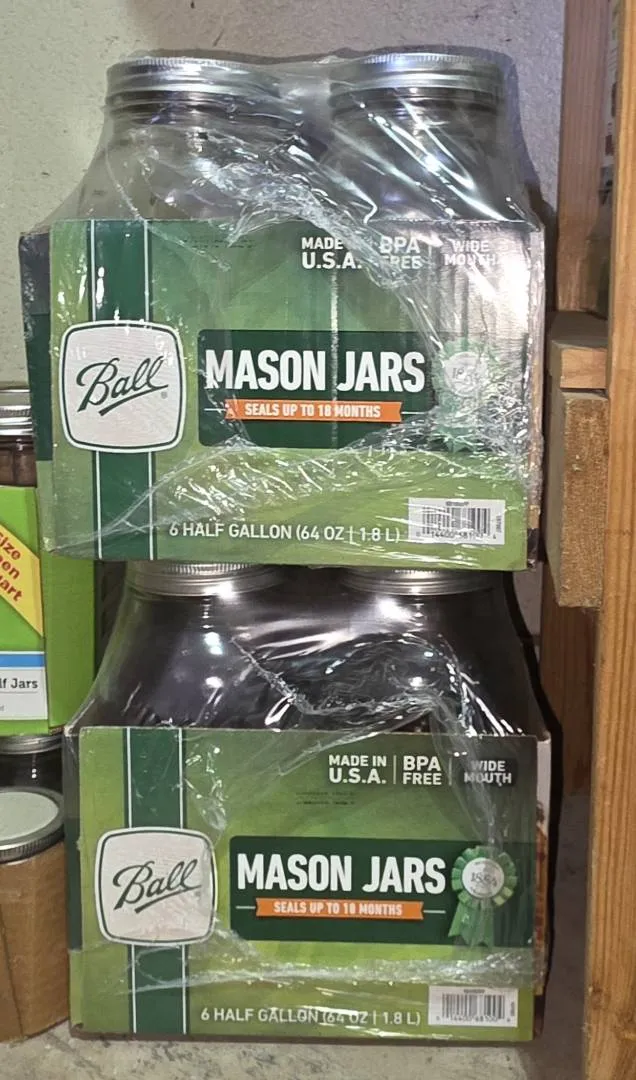 MADE IN
U.S.A.
BPA
FREE
WIDE
MOUTH
Ball
MASON JARS
SEALS UP TO 18 MONTHS
6 HALF GALLON (64 OZ | 1.8 L)
lf Jars
MADE IN
U.S.A.
BPA
FREE
WIDE
MOUTH
Ball
MASON JARS
SEALS UP TO 18 MONTHS
1884
6 HALF GALLON (64 OZ | 1.8 L)